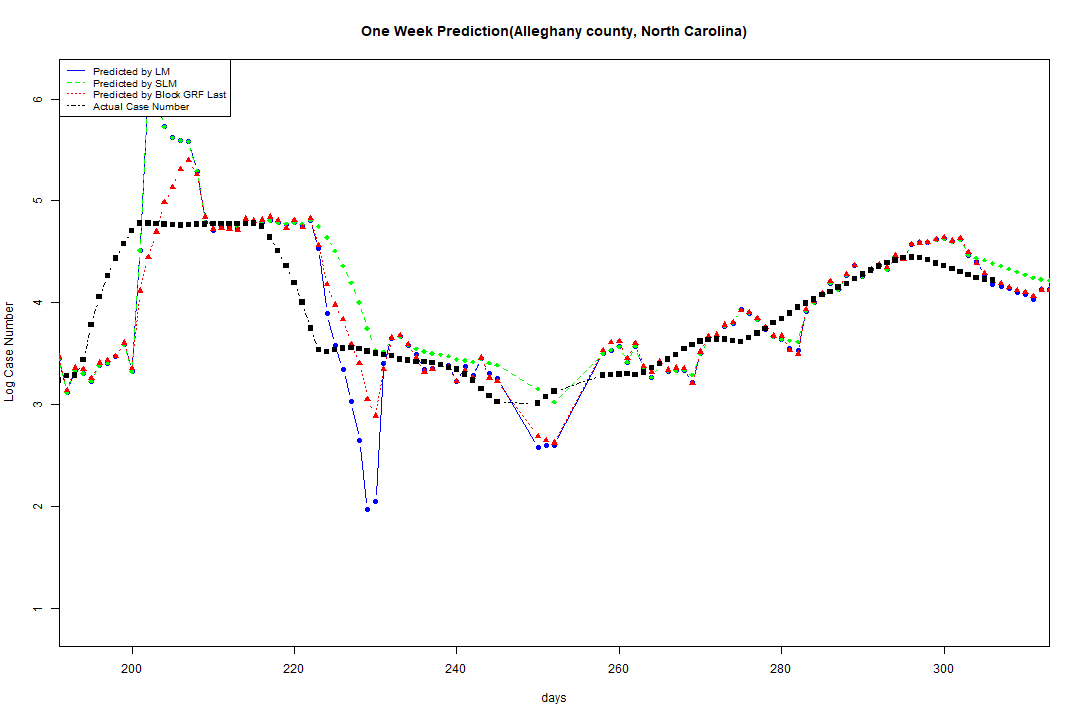 One Week Prediction(Alleghany county, North Carolina)
Predicted by LM
Predicted by SLM
Predicted by Block GRF Last
Actual Case Number
6
5
4
3
2
1
Log Case Number
200 220 240 260 280 300
days